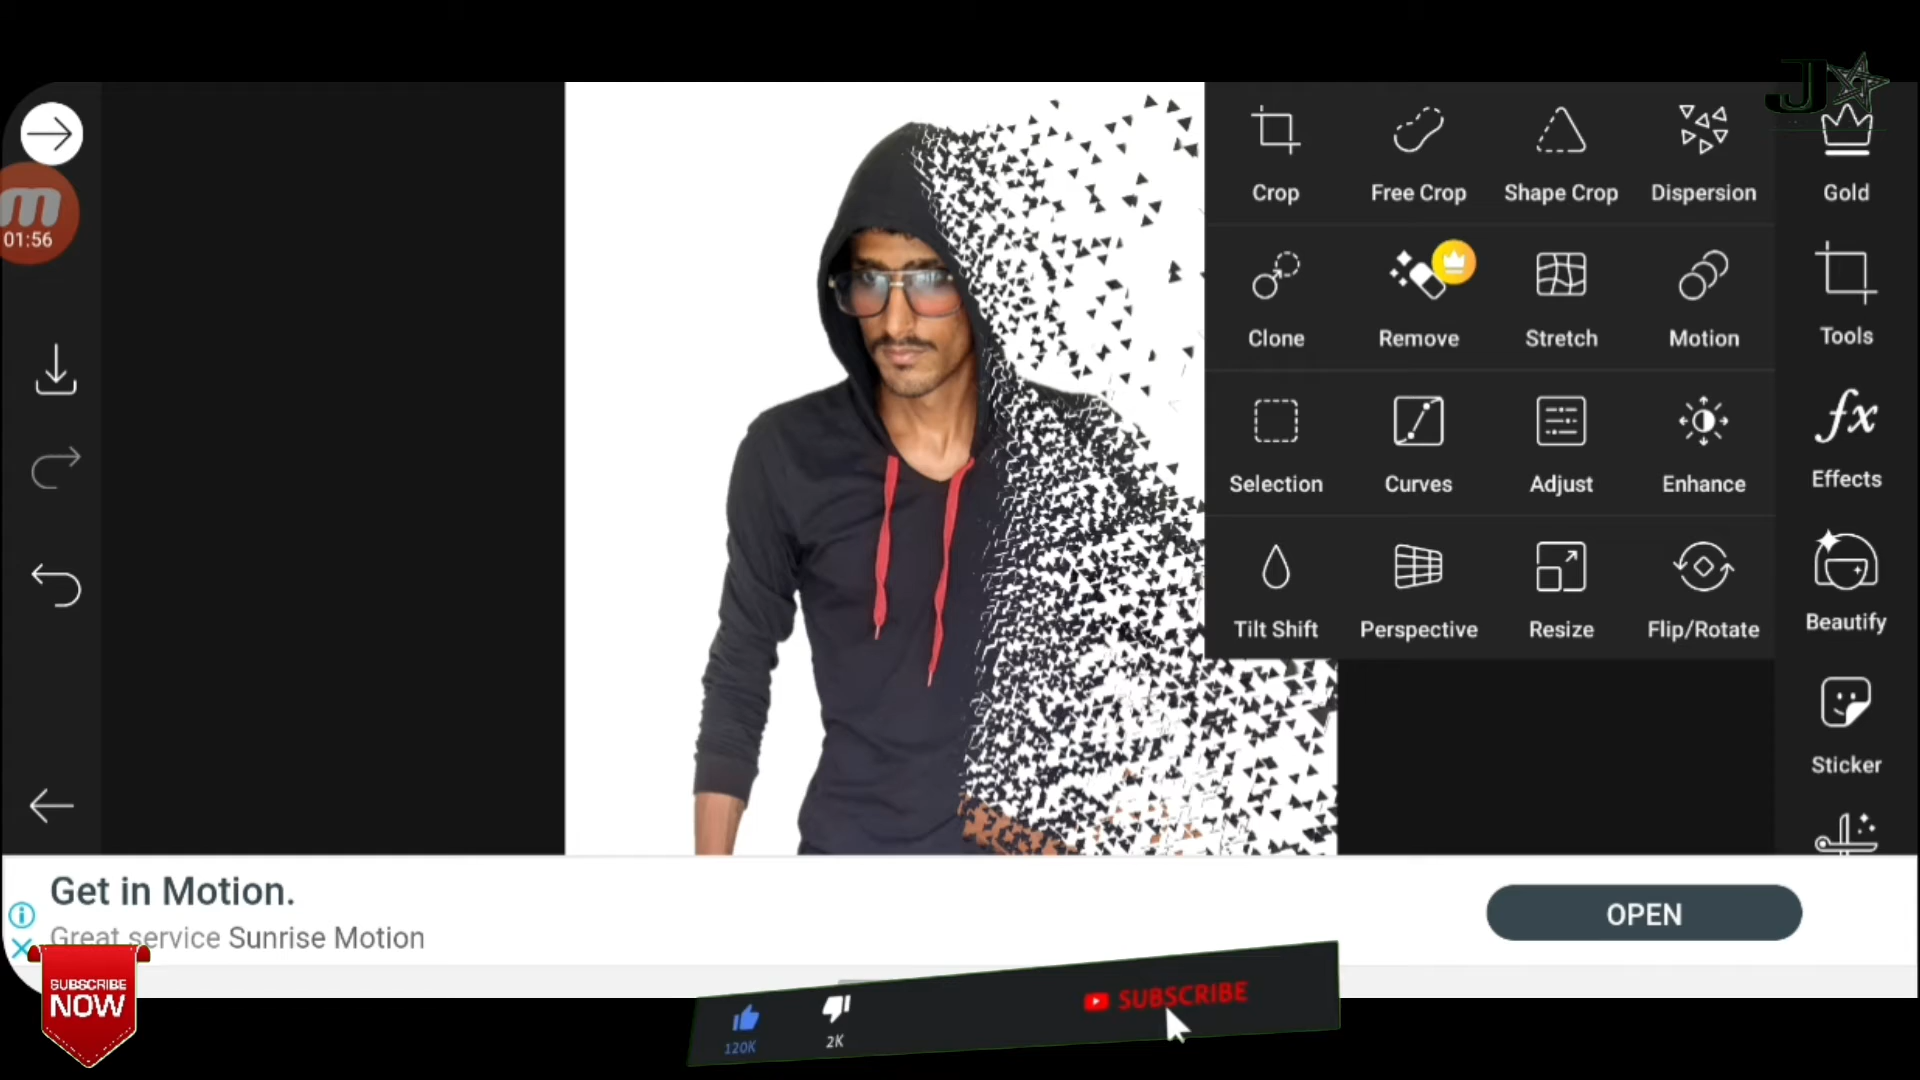 J
m
01:56
Crop Free Crop Shape Crop Dispersion Gold
Clone Remove Stretch Motion Tools
Selection Curves Adjust Enhance Effects
Tilt Shift Perspective Resize Flip/Rotate Beautify
Sticker
Get in Motion.
Great service Sunrise Motion
OPEN
SUBSCRIBE
NOW
120K
2K
SUBSCRIBE